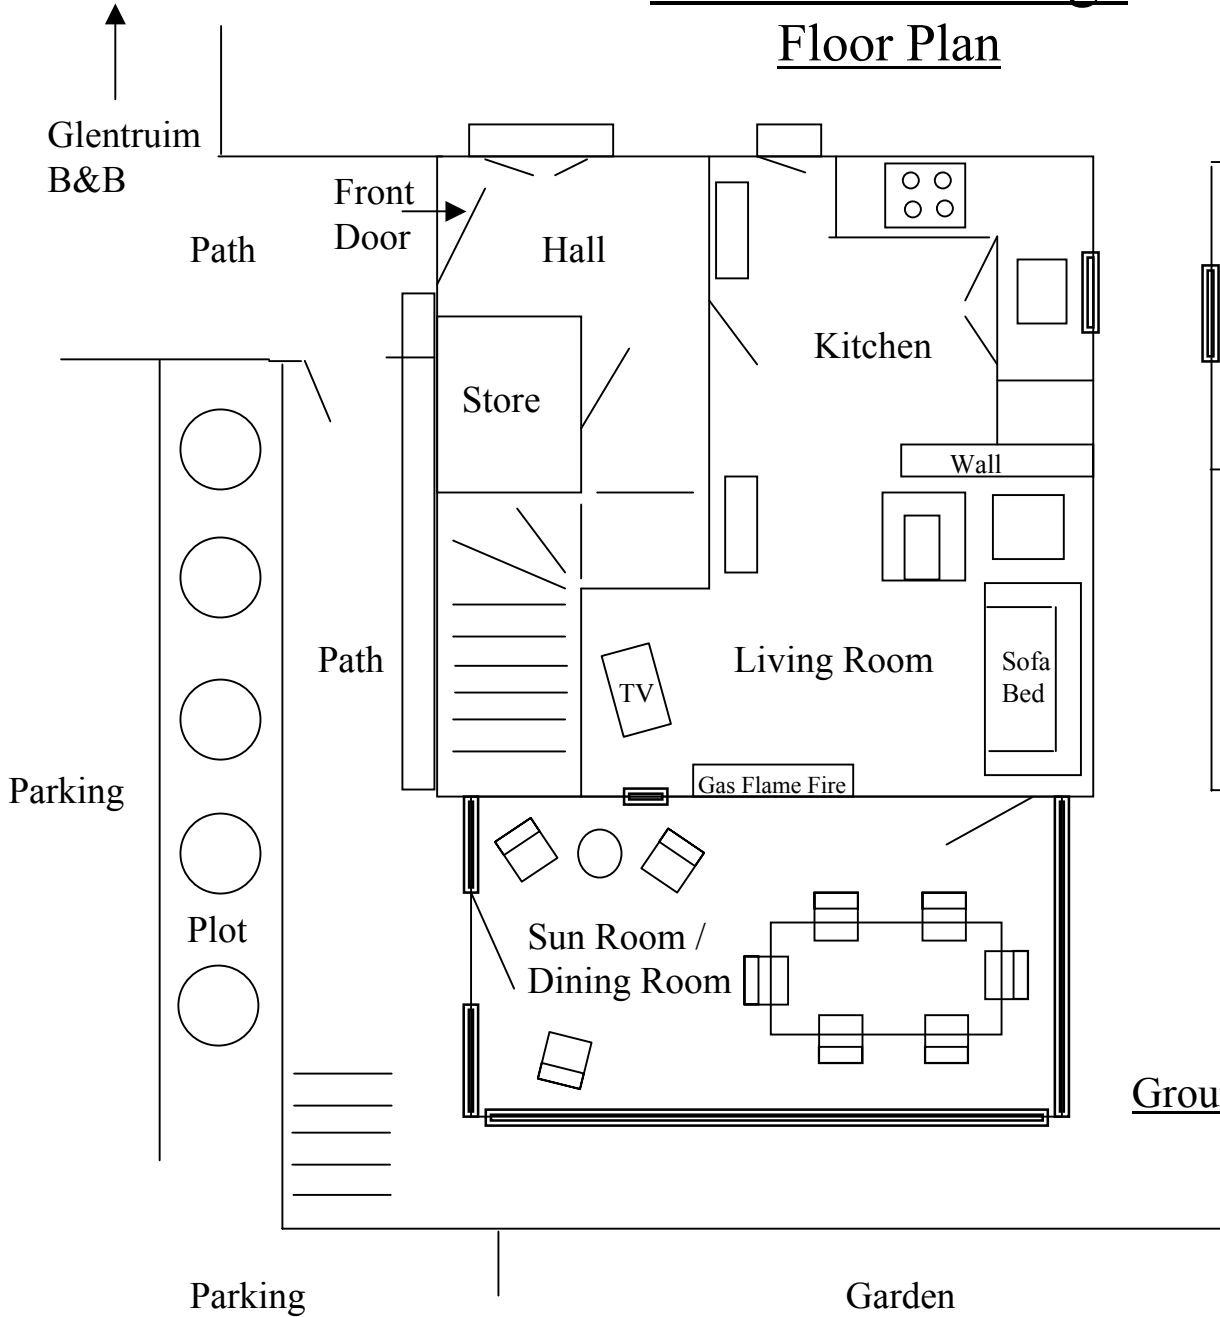 Floor Plan
Glentruim
B&B
Front
Door
Path
Hall
Kitchen
Store
Wall
Path
Living Room
Sofa
Bed
TV
Gas Flame Fire
Parking
Plot
Sun Room /
Dining Room
Parking
Garden